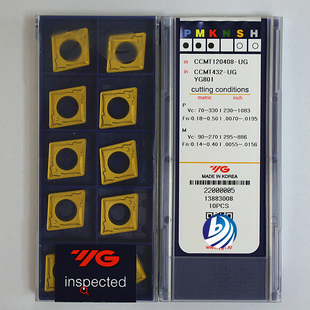 P M K N S H
m CCMT120408-UG
in CCMT432-UG
YG801
cutting conditions
metric inch
P
Vc: 70-330 230-1083
Fn:0.18-0.50 .0070-.0195
M
Vc: 90-270 295-886
Fn:0.14-0.40 .0055-.0156
YG
MADE IN KOREA
22000005
13883008
10PCS
YG
inspected